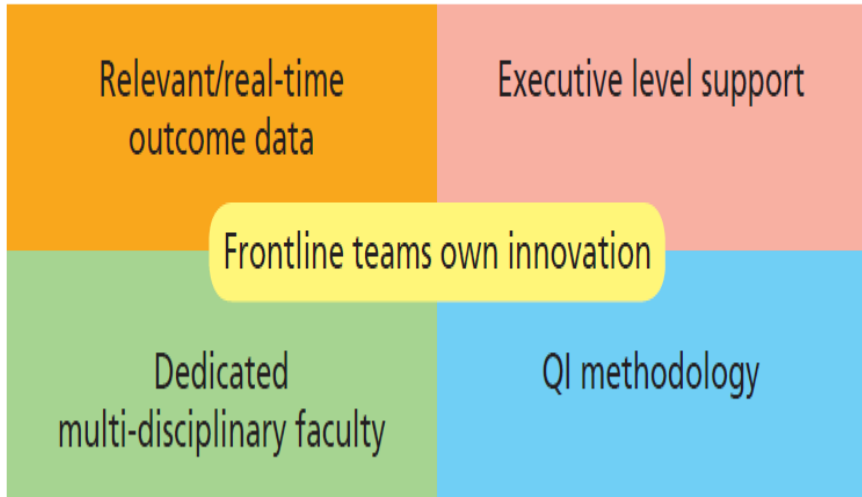 Relevant/real-time
outcome data
Executive level support
Frontline teams own innovation
Dedicated
multi-disciplinary faculty
QI methodology